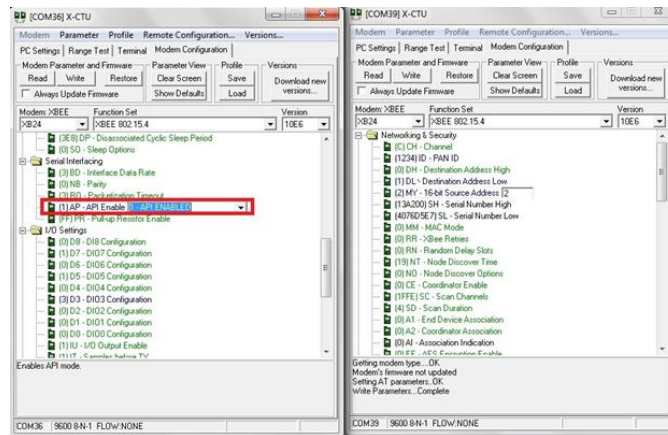 [COM36] X-CTU
Modem Parameter Profile Remote Configuration... Versions...
PC Settings | Range Test | Terminal Modem Configuration
Modem Parameter and Firmware Parameter View Profile Versions
Read Write Restore Clear Screen Save Download new versions...
Always Update Firmware Show Defaults Load
Modem: XBEE Function Set Version
XB24 XBEE 802.15.4 10E6
(3E8) DP - Disassociated Cyclic Sleep Period
(0) SO - Sleep Options
Serial Interfacing
(3) BD - Interface Data Rate
(0) NB - Parity
(3) RO - Packetization Timeout
(1) AP - API Enable 1 - API ENABLED
(FF) PR - Pull-up Resistor Enable
I/O Settings
(0) D8 - DI8 Configuration
(1) D7 - DIO7 Configuration
(0) D6 - DIO6 Configuration
(1) D5 - DIO5 Configuration
(0) D4 - DIO4 Configuration
(3) D3 - DIO3 Configuration
(0) D2 - DIO2 Configuration
(0) D1 - DIO1 Configuration
(0) D0 - DIO0 Configuration
(1) IU - I/O Output Enable
(1) IT - Samples before TX
Enables API mode.
COM36 9600 8-N-1 FLOW:NONE
[COM39] X-CTU
Modem Parameter Profile Remote Configuration... Versions...
PC Settings | Range Test | Terminal Modem Configuration
Modem Parameter and Firmware Parameter View Profile Versions
Read Write Restore Clear Screen Save Download new versions...
Always Update Firmware Show Defaults Load
Modem: XBEE Function Set Version
XB24 XBEE 802.15.4 10E6
Networking & Security
(C) CH - Channel
(1234) ID - PAN ID
(0) DH - Destination Address High
(1) DL - Destination Address Low
(2) MY - 16-bit Source Address 2
(13A200) SH - Serial Number High
(4076D5E7) SL - Serial Number Low
(0) MM - MAC Mode
(0) RR - XBee Retries
(0) RN - Random Delay Slots
(19) NT - Node Discover Time
(0) NO - Node Discover Options
(0) CE - Coordinator Enable
(1FFE) SC - Scan Channels
(4) SD - Scan Duration
(0) A1 - End Device Association
(0) A2 - Coordinator Association
(0) AI - Association Indication
(0) EE - AES Encryption Enable
Getting modem type....OK
Modem's firmware not updated
Setting AT parameters..OK
Write Parameters...Complete
COM39 9600 8-N-1 FLOW:NONE